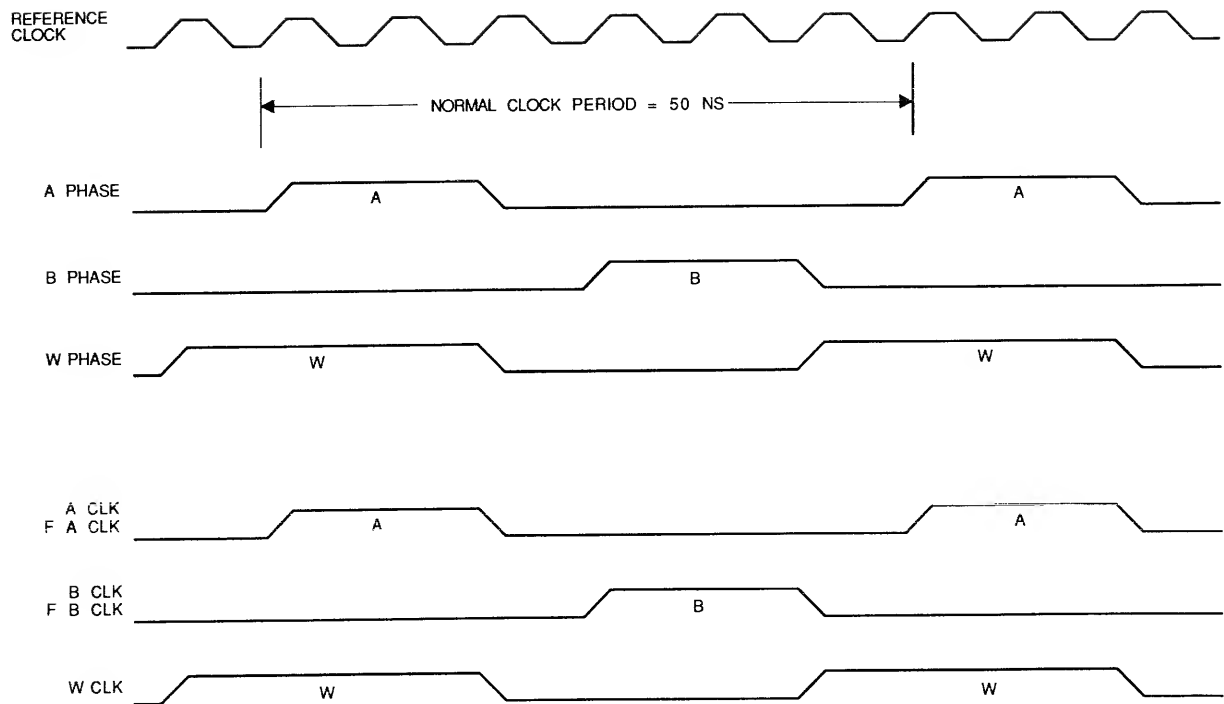 REFERENCE
CLOCK
NORMAL CLOCK PERIOD = 50 NS
A PHASE
A
A
B PHASE
B
W PHASE
W
W
A CLK
F A CLK
A
A
B CLK
F B CLK
B
W CLK
W
W